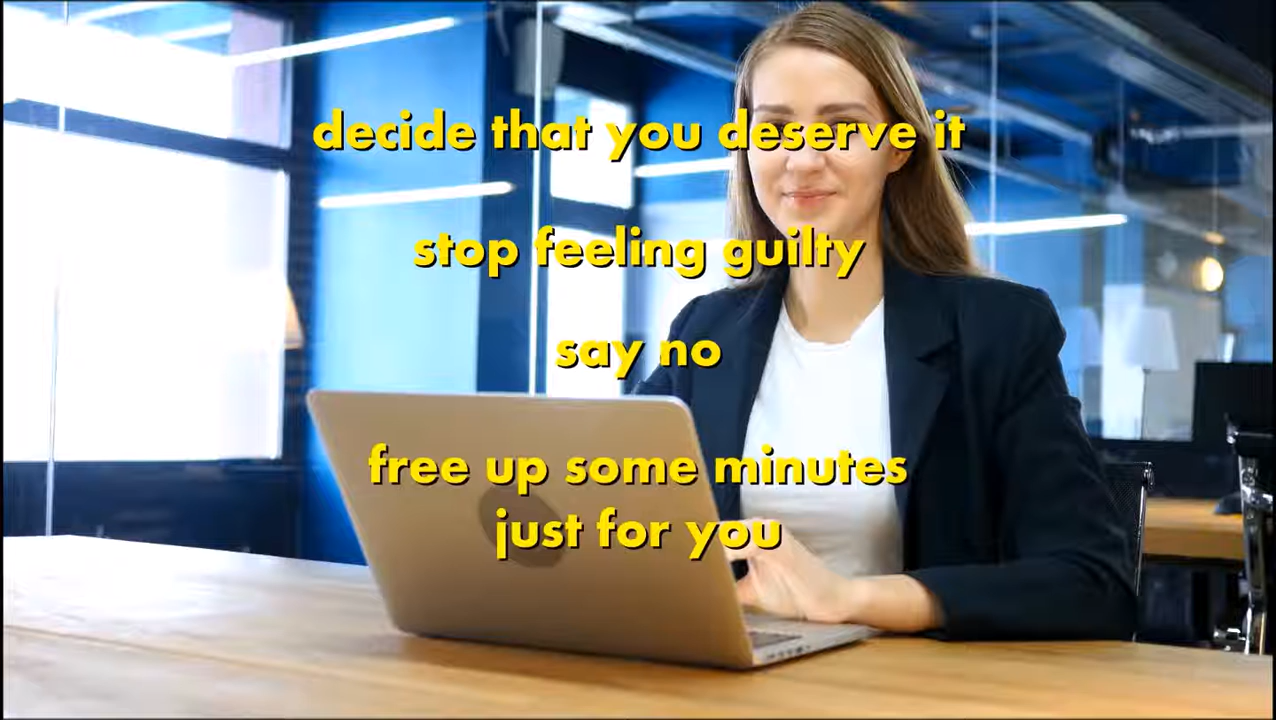 decide that you deserve it
stop feeling guilty
say no
free up some minutes
just for you